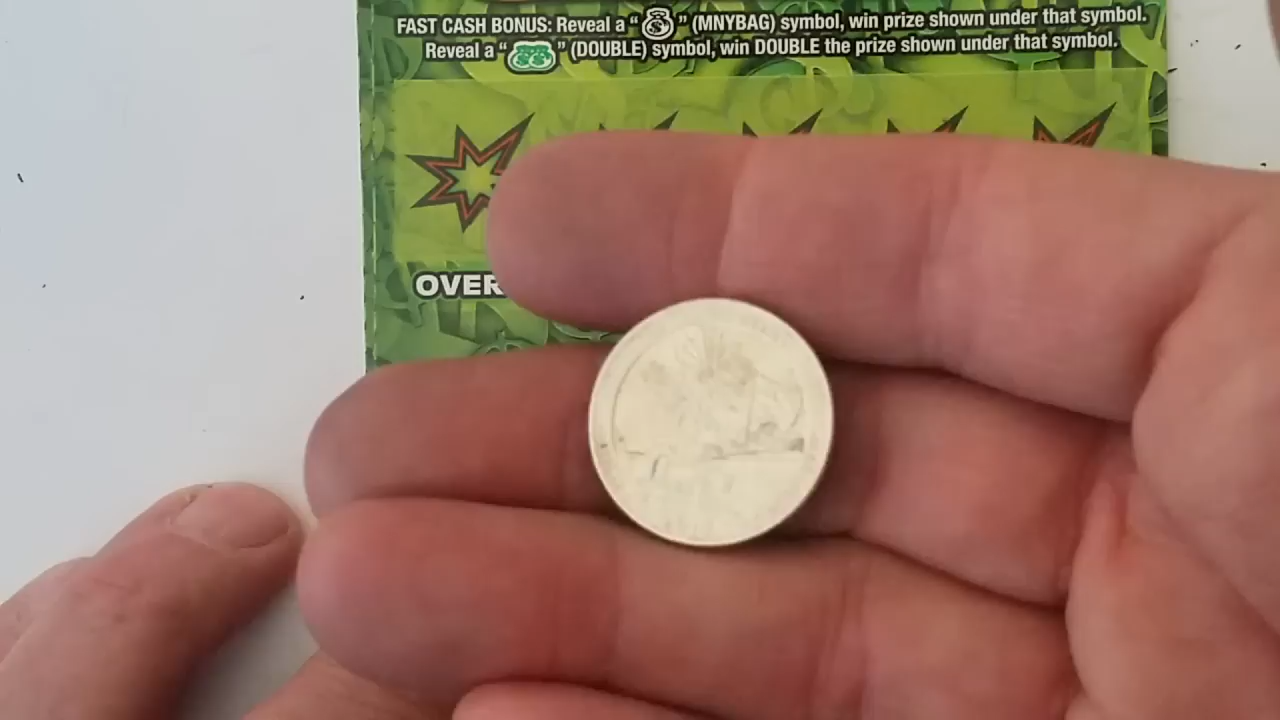 FAST CASH BONUS: Reveal a " " (MNYBAG) symbol, win prize shown under that symbol.
Reveal a " " (DOUBLE) symbol, win DOUBLE the prize shown under that symbol.
OVER